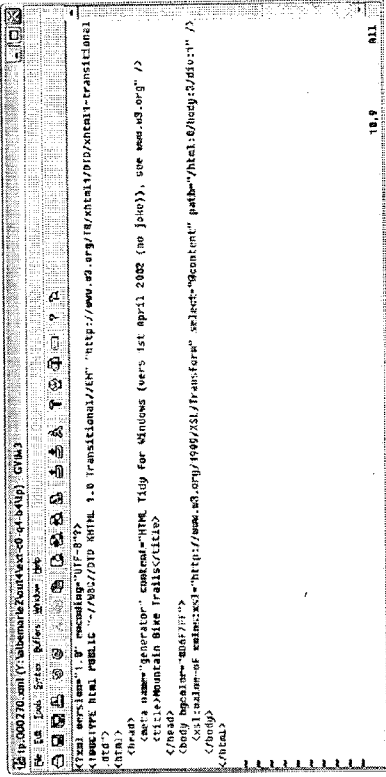 tp000270.xml (Y:\albemarle2\out4\ext-c0-q4-b4\tp) - GVIM3
File Edit Tools Syntax Buffers Window Help
<?xml version="1.0" encoding="UTF-8"?>
<!DOCTYPE html PUBLIC "-//W3C//DTD XHTML 1.0 Transitional//EN" "http://www.w3.org/TR/xhtml1/DTD/xhtml1-transitional
.dtd">
<html>
<head>
<meta name="generator" content="HTML Tidy for Windows (vers 1st April 2002 (no joke)), see www.w3.org" />
<title>Mountain Bike Trails</title>
</head>
<body bgcolor="#D6F7FF">
<xsl:value-of xmlns:xsl="http://www.w3.org/1999/XSL/Transform" select="@content" path="/html:0/body:3/div:1" />
</body>
</html>
10,9 All